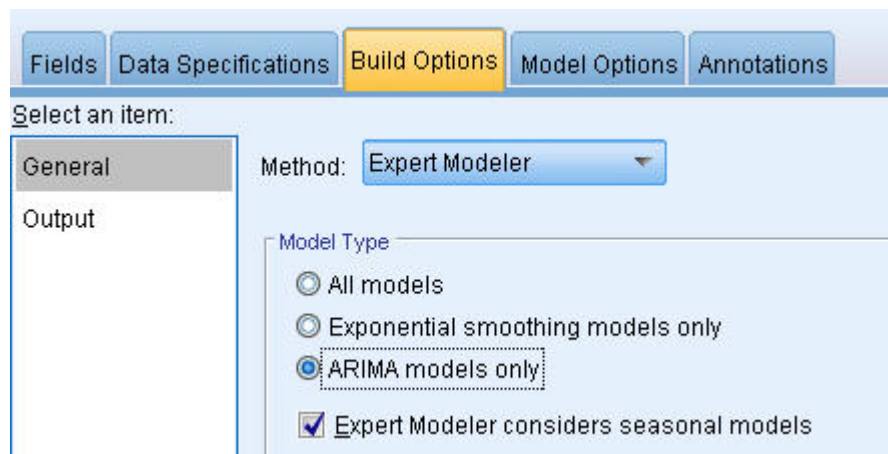 Fields Data Specifications Build Options Model Options Annotations
Select an item:
General
Output
Method: Expert Modeler
Model Type
All models
Exponential smoothing models only
ARIMA models only
Expert Modeler considers seasonal models